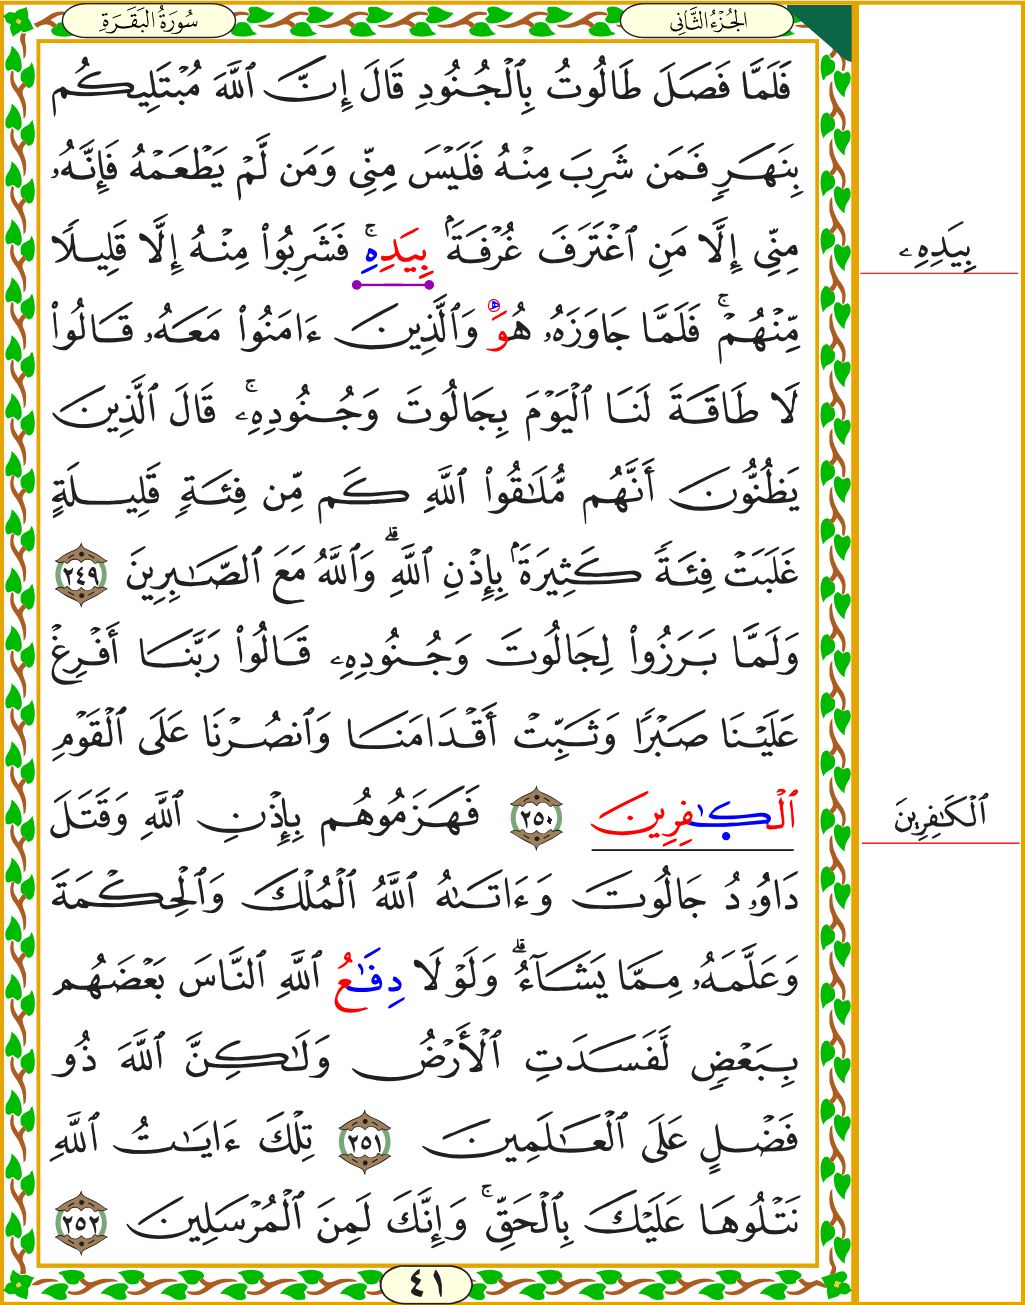 سُورَةُ البَقَرَةِ
الجُزْءُ الثَّانِى
فَلَمَّا فَصَلَ طَالُوتُ بِٱلْجُنُودِ قَالَ إِنَّ ٱللَّهَ مُبْتَلِيكُم
بِنَهَرٍ فَمَن شَرِبَ مِنْهُ فَلَيْسَ مِنِّى وَمَن لَّمْ يَطْعَمْهُ فَإِنَّهُۥ
مِنِّى إِلَّا مَنِ ٱغْتَرَفَ غُرْفَةَۢ بِيَدِهِۚ فَشَرِبُوا۟ مِنْهُ إِلَّا قَلِيلًا
مِّنْهُمْۚ فَلَمَّا جَاوَزَهُۥ هُوَ وَٱلَّذِينَ ءَامَنُوا۟ مَعَهُۥ قَالُوا۟
لَا طَاقَةَ لَنَا ٱلْيَوْمَ بِجَالُوتَ وَجُنُودِهِۦۚ قَالَ ٱلَّذِينَ
يَظُنُّونَ أَنَّهُم مُّلَٰقُوا۟ ٱللَّهِ كَم مِّن فِئَةٍ قَلِيلَةٍ
غَلَبَتْ فِئَةً كَثِيرَةَۢ بِإِذْنِ ٱللَّهِۗ وَٱللَّهُ مَعَ ٱلصَّٰبِرِينَ ٢٤٩
وَلَمَّا بَرَزُوا۟ لِجَالُوتَ وَجُنُودِهِۦ قَالُوا۟ رَبَّنَا أَفْرِغْ
عَلَيْنَا صَبْرًا وَثَبِّتْ أَقْدَامَنَا وَٱنصُرْنَا عَلَى ٱلْقَوْمِ
ٱلْكَٰفِرِينَ ٢٥٠ فَهَزَمُوهُم بِإِذْنِ ٱللَّهِ وَقَتَلَ
دَاوُۥدُ جَالُوتَ وَءَاتَىٰهُ ٱللَّهُ ٱلْمُلْكَ وَٱلْحِكْمَةَ
وَعَلَّمَهُۥ مِمَّا يَشَآءُۗ وَلَوْلَا دِفَٰعُ ٱللَّهِ ٱلنَّاسَ بَعْضَهُم
بِبَعْضٍ لَّفَسَدَتِ ٱلْأَرْضُ وَلَٰكِنَّ ٱللَّهَ ذُو
فَضْلٍ عَلَى ٱلْعَٰلَمِينَ ٢٥١ تِلْكَ ءَايَٰتُ ٱللَّهِ
نَتْلُوهَا عَلَيْكَ بِٱلْحَقِّۚ وَإِنَّكَ لَمِنَ ٱلْمُرْسَلِينَ ٢٥٢
٤١
بِيَدِهِۦ
ٱلْكَٰفِرِينَ